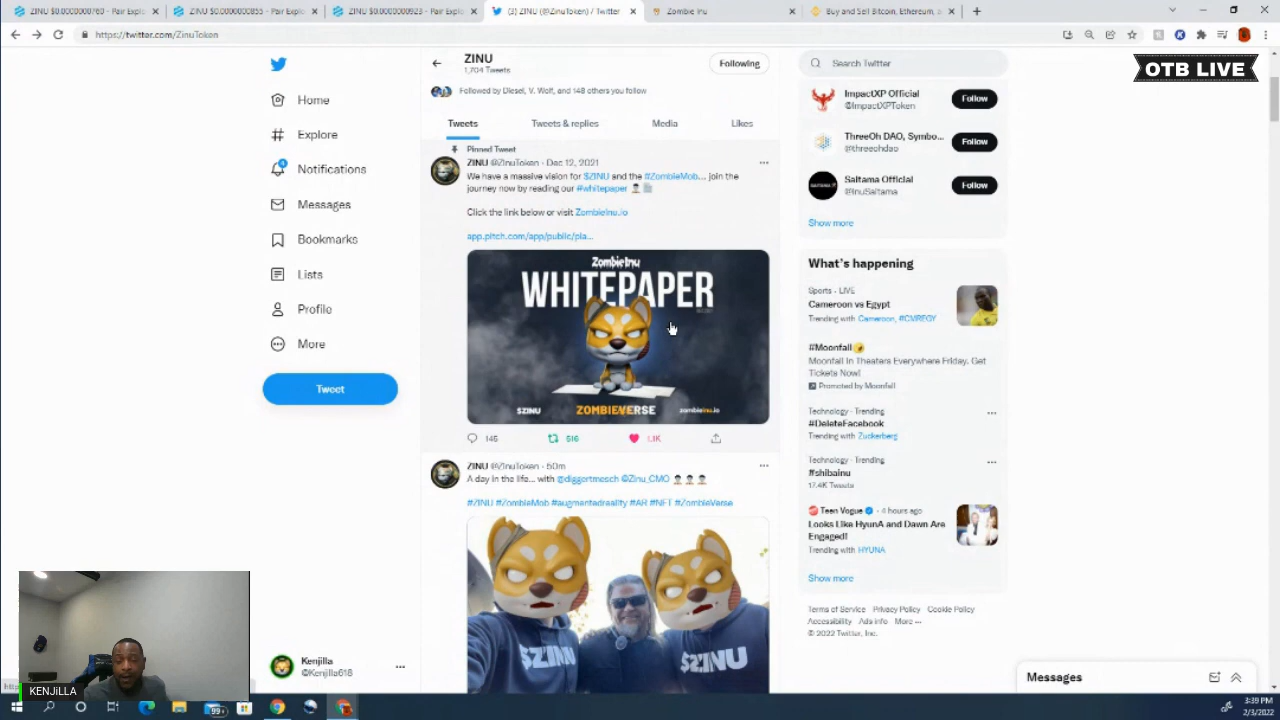 ZINU $0.0000000760 - Pair Explo
ZINU $0.0000000855 - Pair Explo
ZINU $0.0000000923 - Pair Explo
(3) ZINU (@ZinuToken) / Twitter
Zombie Inu
Buy and Sell Bitcoin, Ethereum,
https://twitter.com/ZinuToken
OTB LIVE
ZINU
1,704 Tweets
Following
Search Twitter
Followed by Diesel, V. Wolf, and 148 others you follow
Tweets
Tweets & replies
Media
Likes
Home
Explore
4
Notifications
Messages
Bookmarks
Lists
Profile
More
Tweet
Pinned Tweet
ZINU @ZinuToken · Dec 12, 2021
We have a massive vision for $ZINU and the #ZombieMob... join the
journey now by reading our #whitepaper
Click the link below or visit ZombieInu.io
app.pitch.com/app/public/pla...
ZombieInu
WHITEPAPER
$ZINU
ZOMBIEVERSE
zombieinu.io
145
516
1.1K
ZINU @ZinuToken · 50m
A day in the life... with @diggertmesch @Zinu_CMO
#ZINU #ZombieMob #augmentedreality #AR #NFT #ZombieVerse
$ZINU
$ZINU
ImpactXP Official
@ImpactXPToken
Follow
ThreeOh DAO, Symbo...
@threeohdao
Follow
Saitama Official
@InuSaitama
Follow
Show more
What's happening
Sports · LIVE
Cameroon vs Egypt
Trending with Cameroon, #CMREGY
#Moonfall
Moonfall In Theaters Everywhere Friday. Get
Tickets Now!
Promoted by Moonfall
Technology · Trending
#DeleteFacebook
Trending with Zuckerberg
Technology · Trending
#shibainu
17.4K Tweets
Teen Vogue · 4 hours ago
Looks Like HyunA and Dawn Are
Engaged!
Trending with HYUNA
Show more
Terms of Service Privacy Policy Cookie Policy
Accessibility Ads info More ...
© 2022 Twitter, Inc.
Kenjilla
@Kenjilla618
KENJiLLA
Messages
99+
3:39 PM
2/3/2022